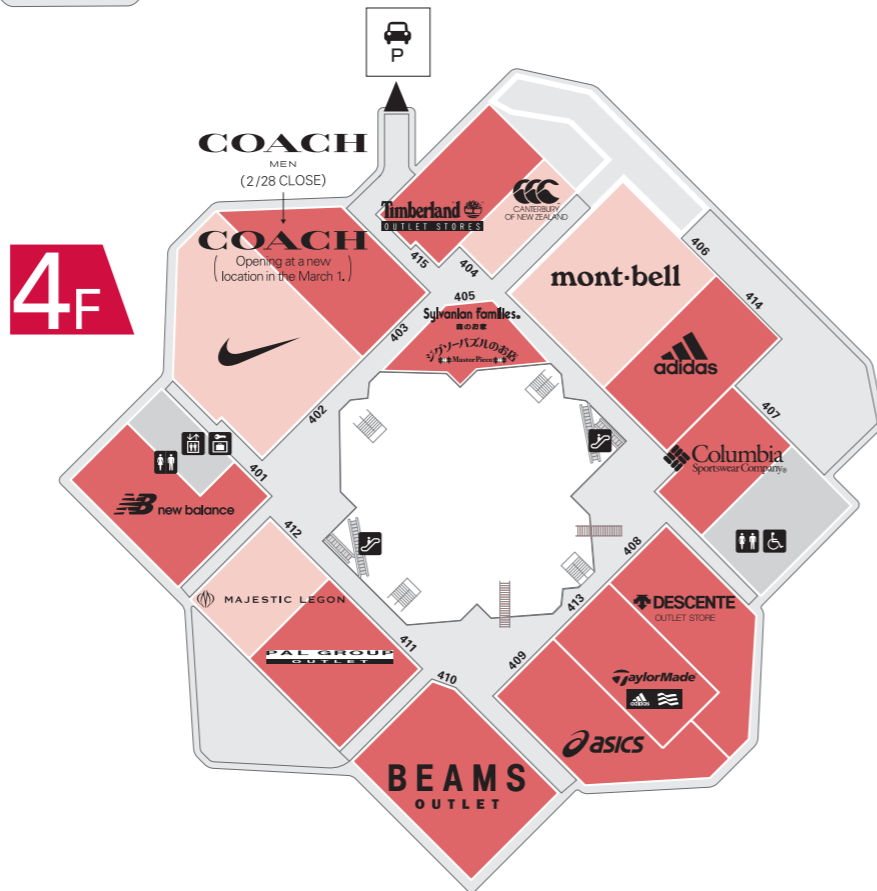 P
COACH
MEN
(2/28 CLOSE)
COACH
(Opening at a new
location in the March 1.)
4F
Timberland
OUTLET STORES
CANTERBURY
OF NEW ZEALAND
415
404
405
406
mont-bell
414
adidas
Sylvanian Families®
森のお家
ジグソーパズルのお店
MasterPiece
403
402
401
407
Columbia
Sportswear Company®
NB new balance
412
MAJESTIC LEGON
PAL GROUP
OUTLET
411
410
408
413
409
DESCENTE
OUTLET STORE
TaylorMade
adidas
asics
BEAMS
OUTLET